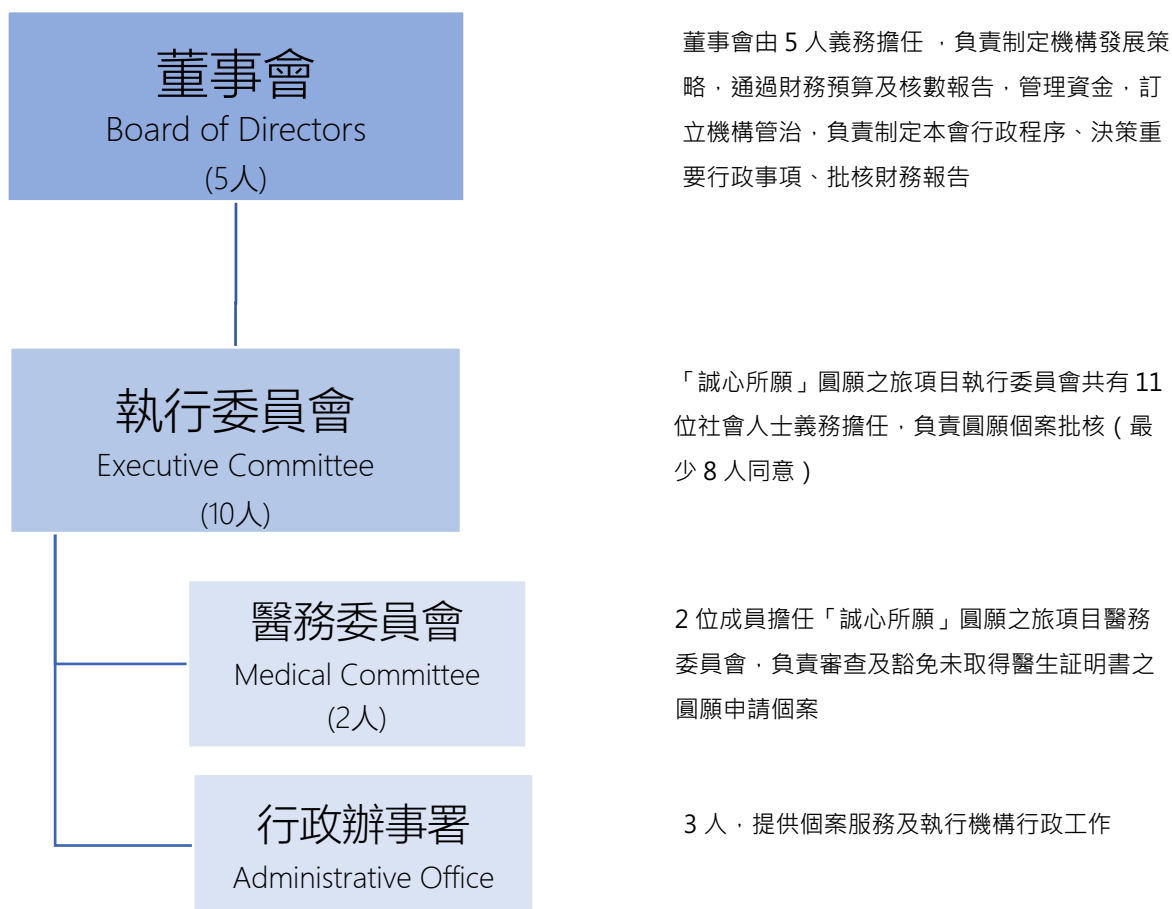 董事會
Board of Directors
(5人)
董事會由 5 人義務擔任 ，負責制定機構發展策
略，通過財務預算及核數報告，管理資金，訂
立機構管治，負責制定本會行政程序、決策重
要行政事項、批核財務報告
執行委員會
Executive Committee
(10人)
「誠心所願」圓願之旅項目執行委員會共有 11
位社會人士義務擔任，負責圓願個案批核（最
少 8 人同意）
醫務委員會
Medical Committee
(2人)
2 位成員擔任「誠心所願」圓願之旅項目醫務
委員會，負責審查及豁免未取得醫生証明書之
圓願申請個案
行政辦事署
Administrative Office
3 人，提供個案服務及執行機構行政工作